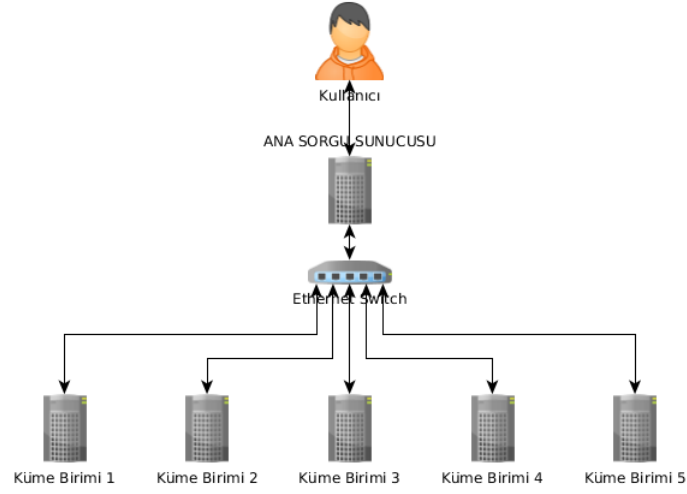 Kullanıcı
ANA SORGU SUNUCUSU
Ethernet Switch
Küme Birimi 1 Küme Birimi 2 Küme Birimi 3 Küme Birimi 4 Küme Birimi 5